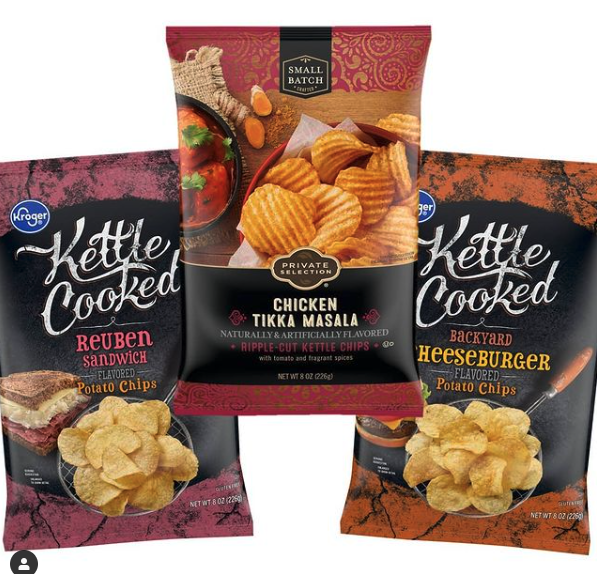 SMALL
BATCH
CRAFTED
PRIVATE
SELECTION
CHICKEN
TIKKA MASALA
NATURALLY & ARTIFICIALLY FLAVORED
RIPPLE-CUT KETTLE CHIPS
with tomato and fragrant spices
NET WT 8 OZ (226g)
Kroger
Kettle
Cooked
REUBEN
SANDWICH
FLAVORED
Potato Chips
NET WT 8 OZ (226g)
ger
Kettle
Cooked
BACKYARD
HEESEBURGER
FLAVORED
Potato Chips
NET WT 8 OZ (226g)